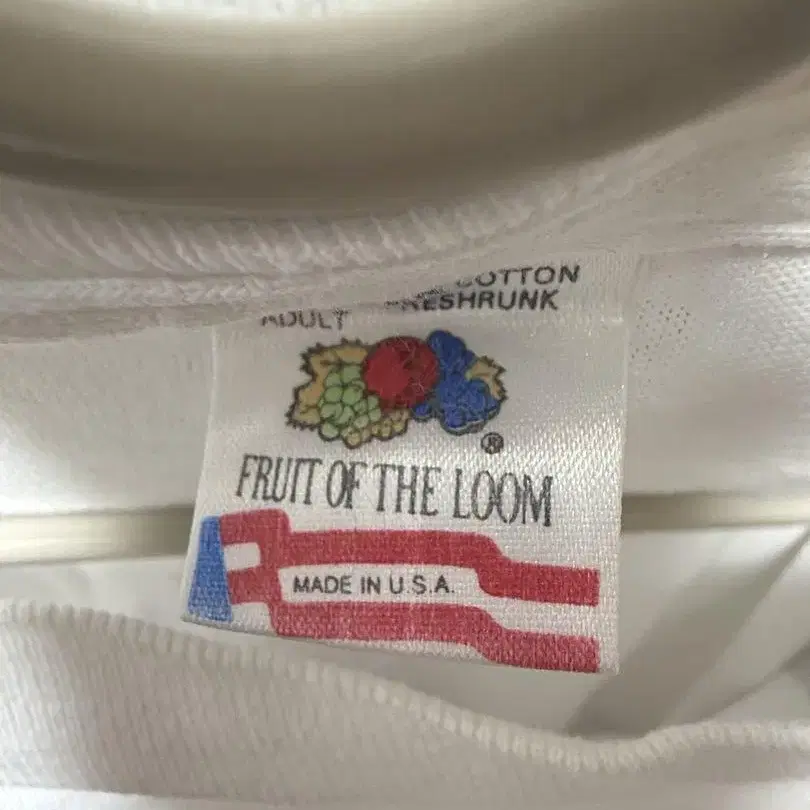 COTTON
ADULT PRESHRUNK
®
FRUIT OF THE LOOM
MADE IN U.S.A.